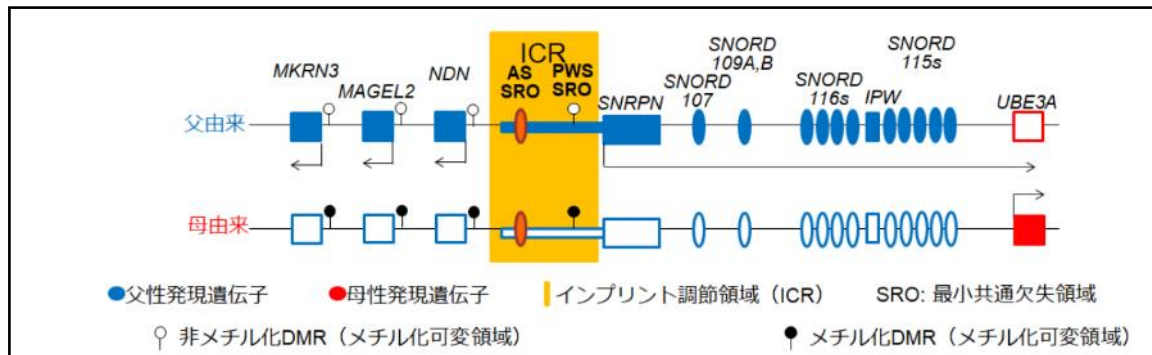 ICR
MKRN3
MAGEL2
NDN
AS
SRO
PWS
SRO
SNRPN
SNORD
107
SNORD
109A,B
SNORD
116s
IPW
SNORD
115s
UBE3A
父由来
母由来
父性発現遺伝子 母性発現遺伝子 インプリント調節領域（ICR） SRO: 最小共通欠失領域
非メチル化DMR（メチル化可変領域） メチル化DMR（メチル化可変領域）